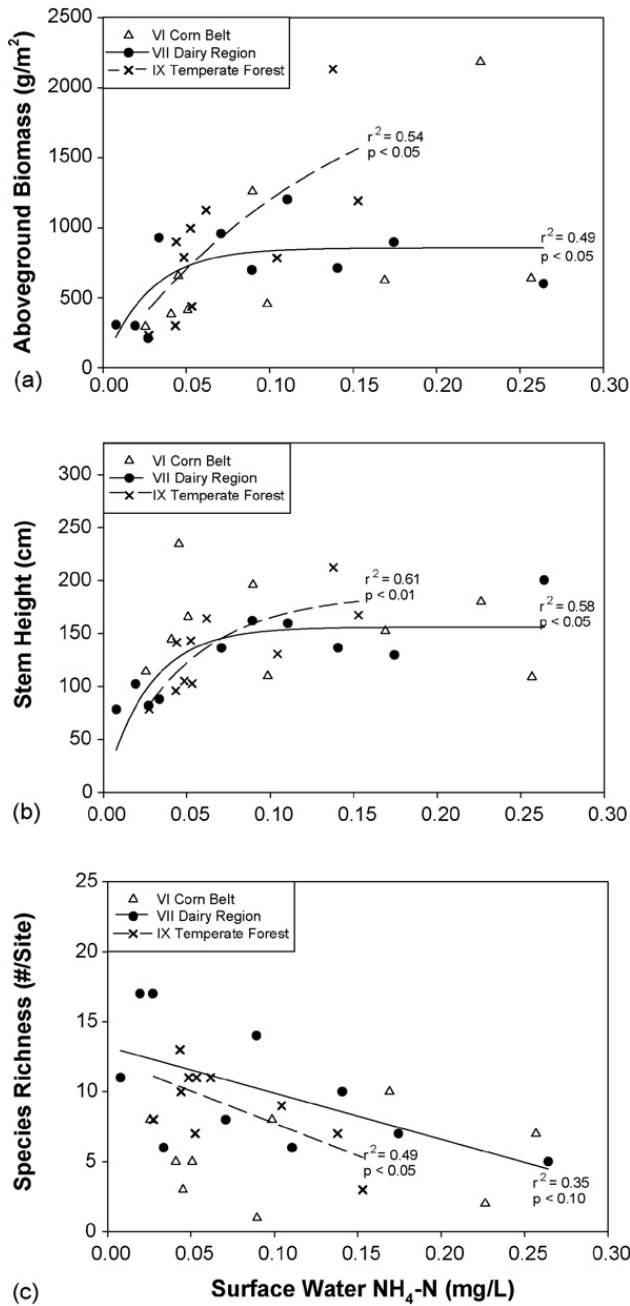 2500
2000
1500
1000
500
0
Aboveground Biomass (g/m²)
VI Corn Belt
VII Dairy Region
IX Temperate Forest
r² = 0.54
p < 0.05
r² = 0.49
p < 0.05
0.00 0.05 0.10 0.15 0.20 0.25 0.30
(a)
300
250
200
150
100
50
0
Stem Height (cm)
VI Corn Belt
VII Dairy Region
IX Temperate Forest
r² = 0.61
p < 0.01
r² = 0.58
p < 0.05
0.00 0.05 0.10 0.15 0.20 0.25 0.30
(b)
25
20
15
10
5
0
Species Richness (#/Site)
VI Corn Belt
VII Dairy Region
IX Temperate Forest
r² = 0.49
p < 0.05
r² = 0.35
p < 0.10
0.00 0.05 0.10 0.15 0.20 0.25 0.30
(c)
Surface Water NH₄-N (mg/L)